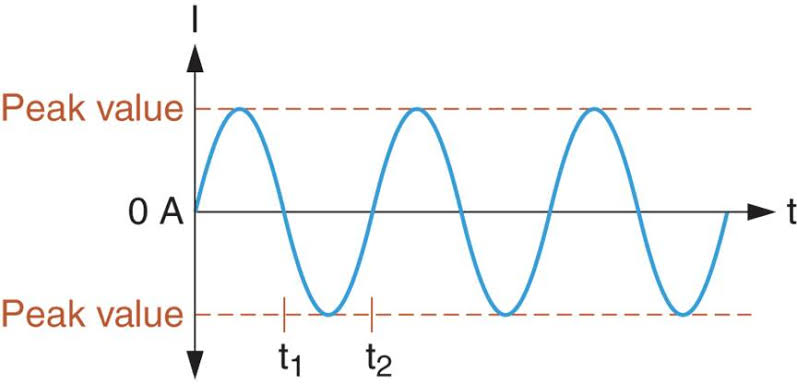 I
Peak value
0 A
t
Peak value
t₁
t₂